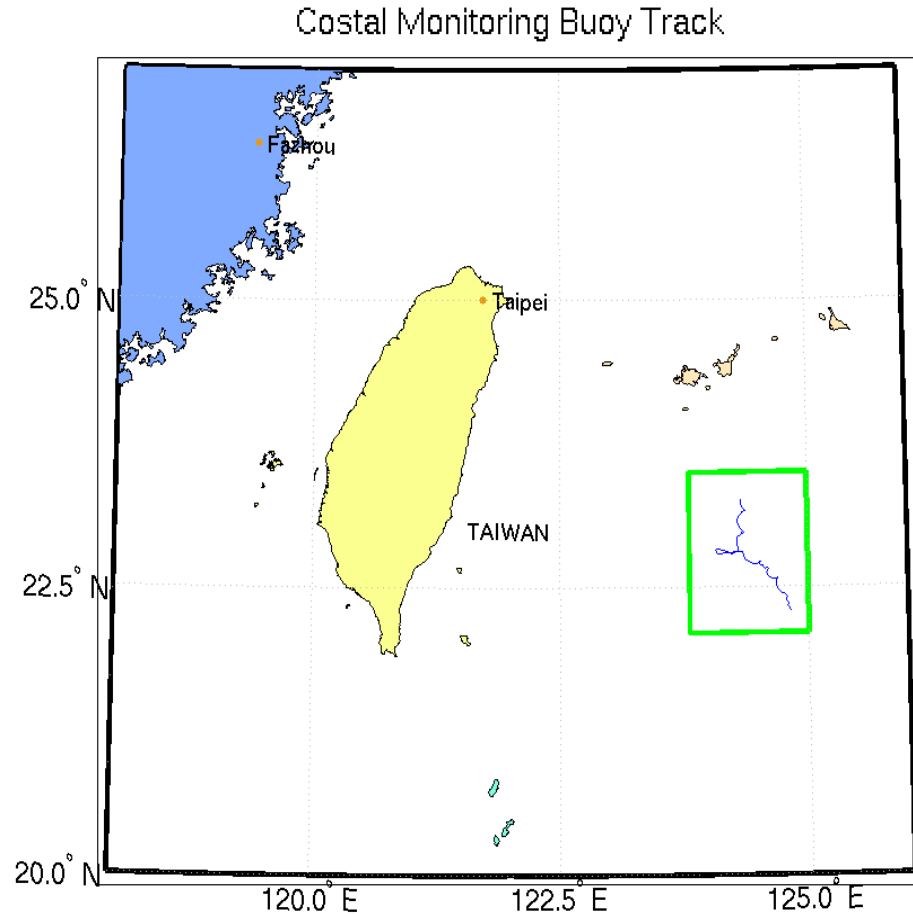 Costal Monitoring Buoy Track
Fazhou
25.0° N
Taipei
TAIWAN
22.5° N
20.0° N
120.0° E
122.5° E
125.0° E